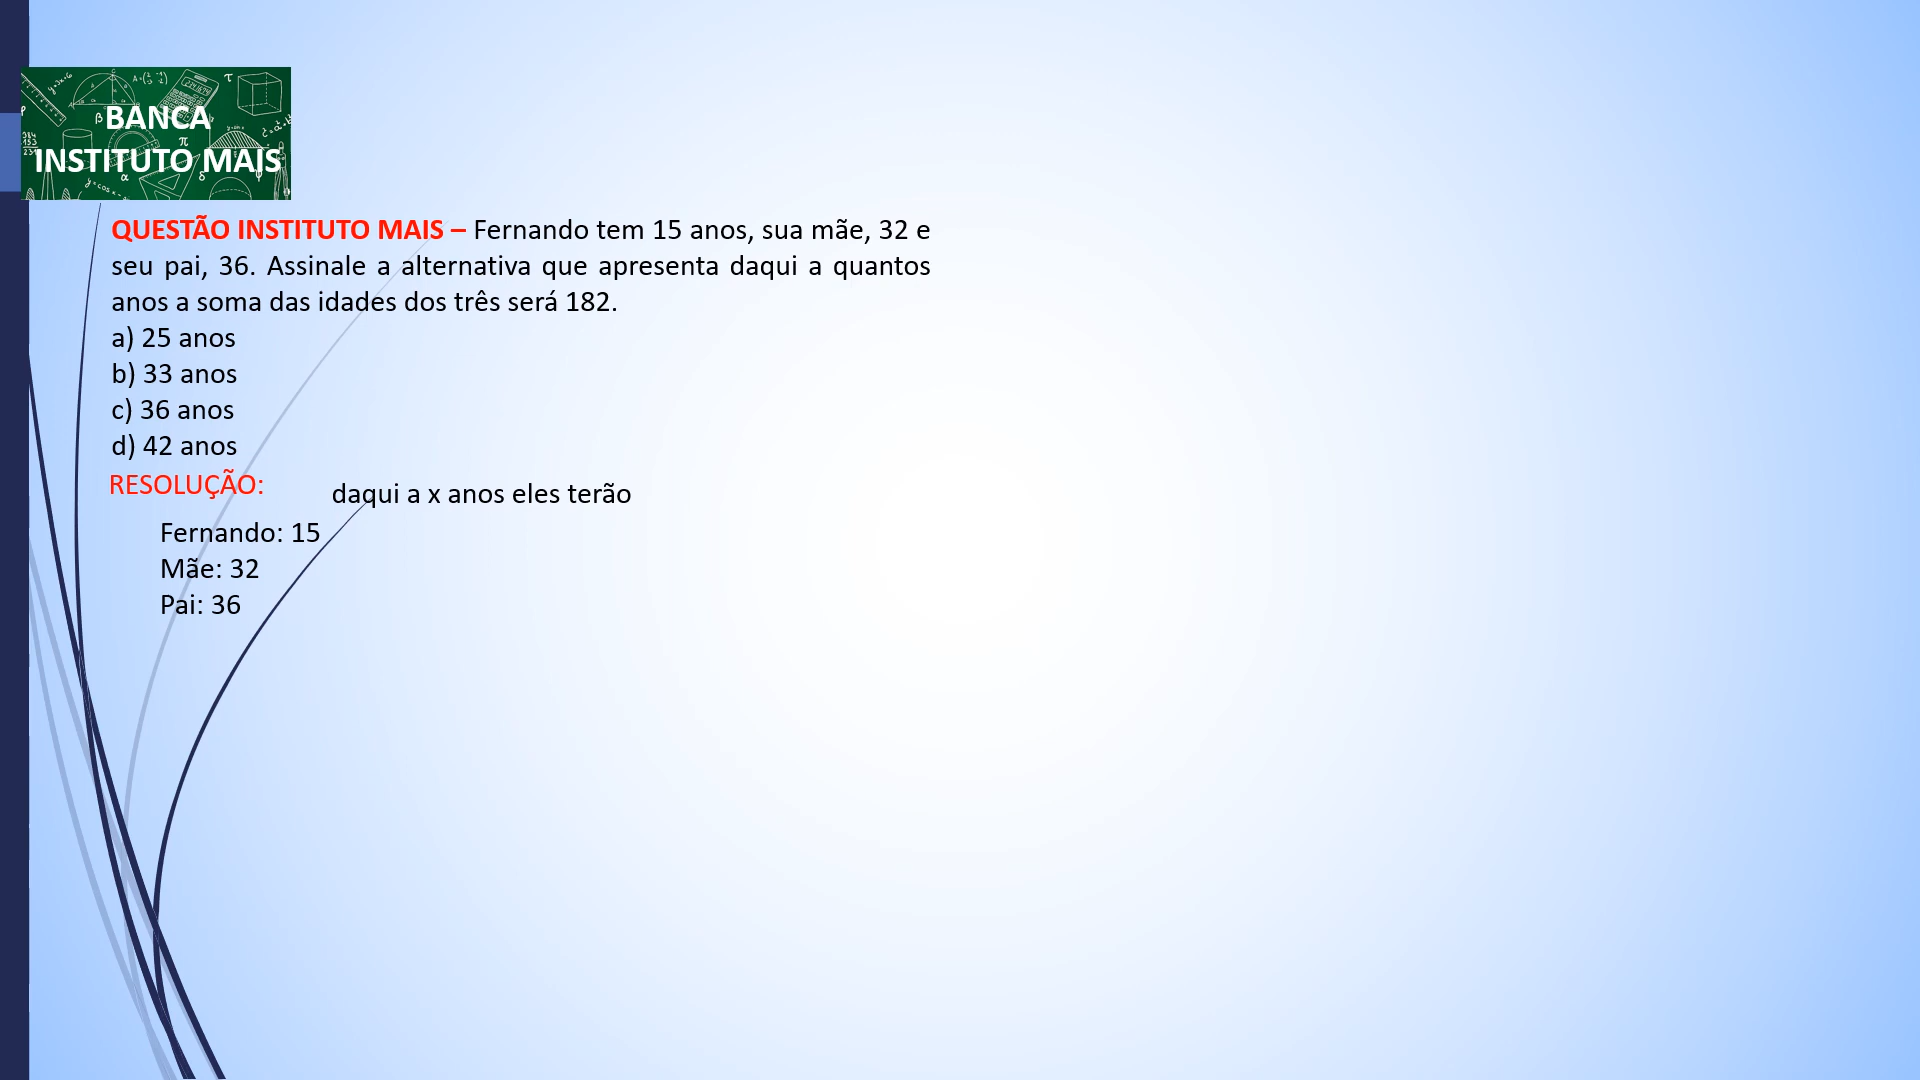 BANCA
INSTITUTO MAIS
QUESTÃO INSTITUTO MAIS – Fernando tem 15 anos, sua mãe, 32 e
seu pai, 36. Assinale a alternativa que apresenta daqui a quantos
anos a soma das idades dos três será 182.
a) 25 anos
b) 33 anos
c) 36 anos
d) 42 anos
RESOLUÇÃO:
daqui a x anos eles terão
Fernando: 15
Mãe: 32
Pai: 36